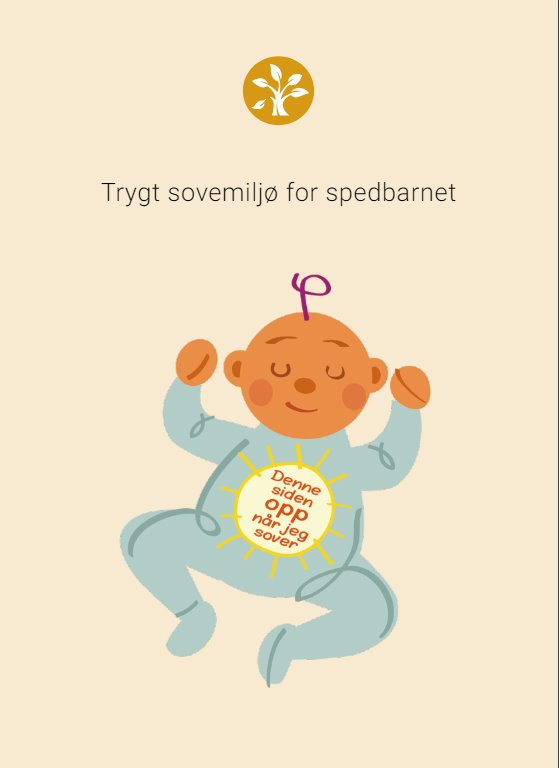 Trygt sovemiljø for spedbarnet
Denne
siden
opp
når jeg
sover